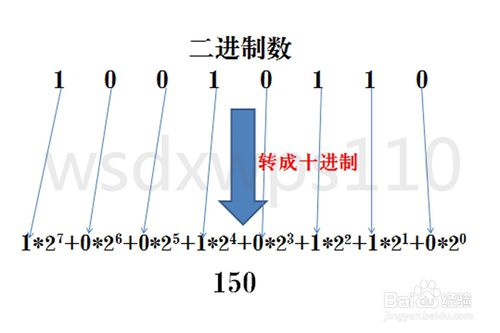 二进制数
1 0 0 1 0 1 1 0
转成十进制
wsdxwps110
1*2⁷+0*2⁶+0*2⁵+1*2⁴+0*2³+1*2²+1*2¹+0*2⁰
150
Baidu经验
jingyan.baidu.com